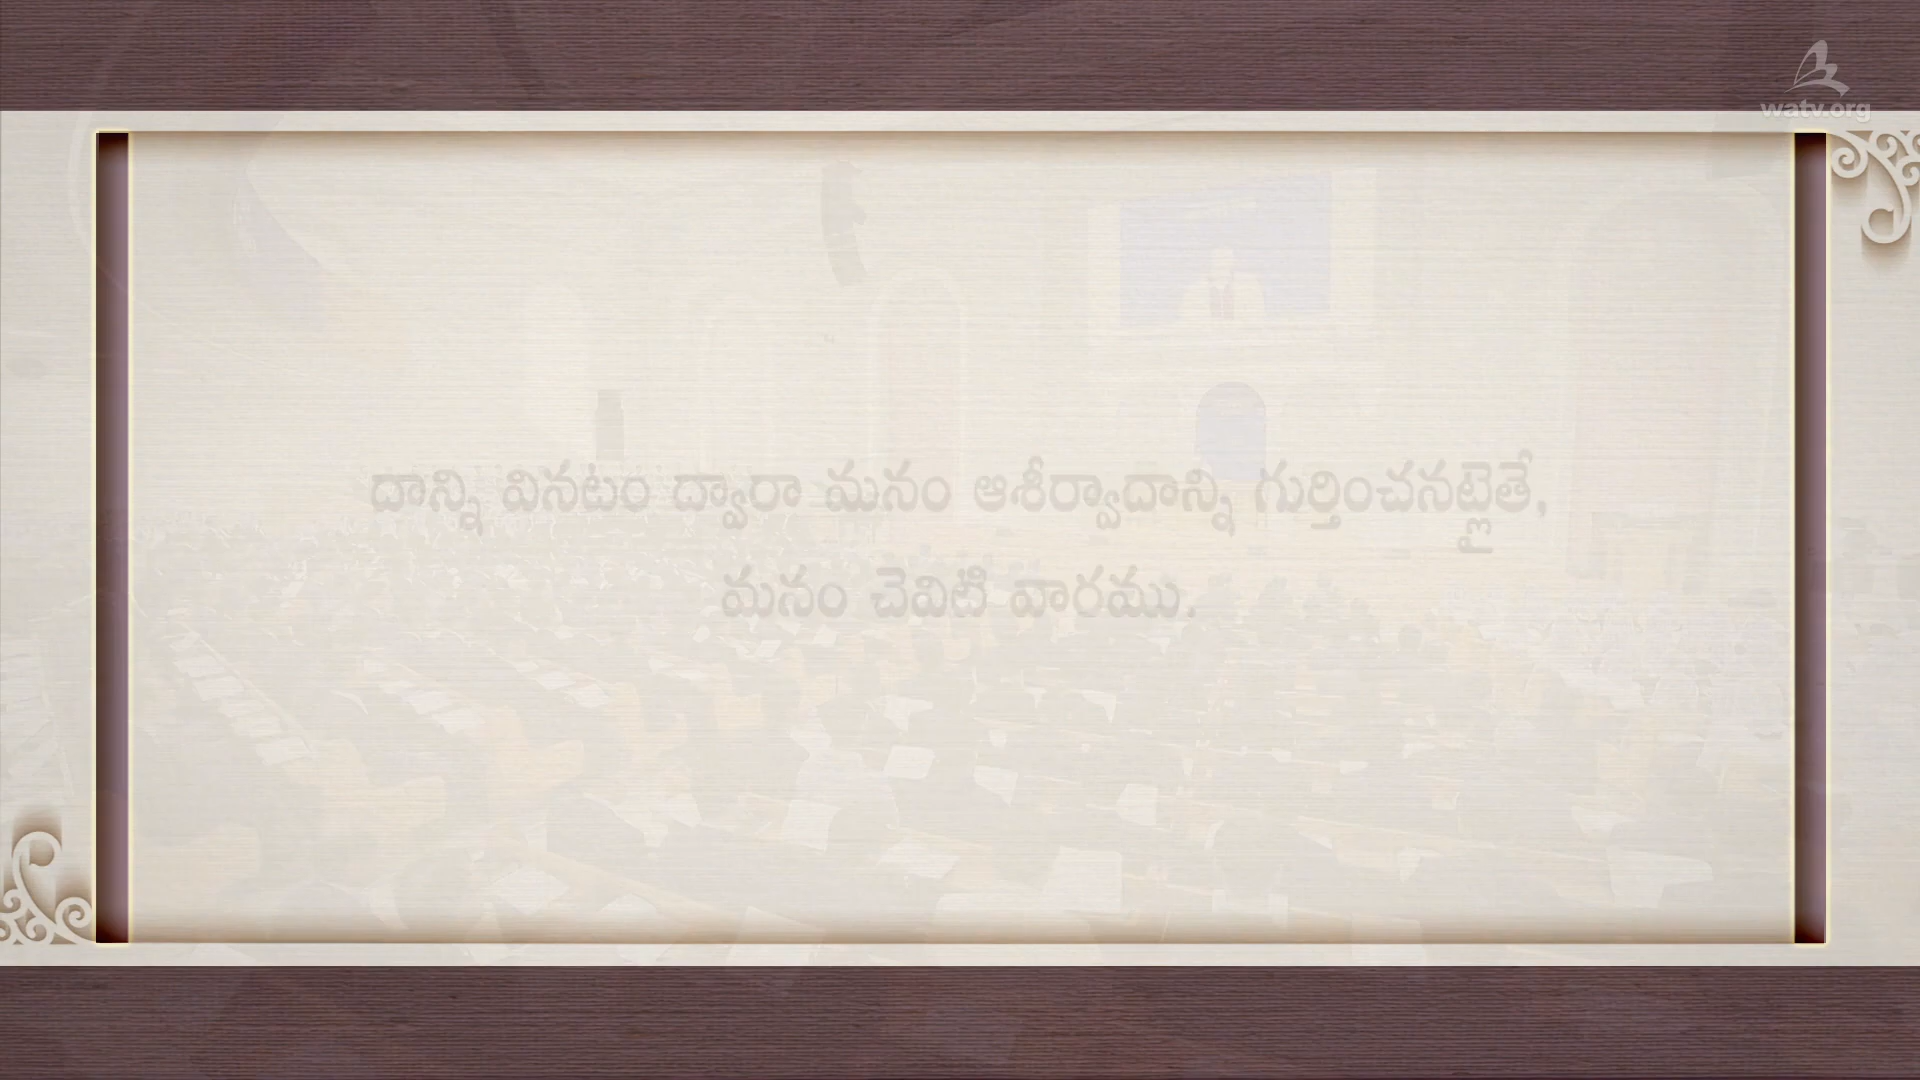 watv.org
దాన్ని వినటం ద్వారా మనం ఆశీర్వాదాన్ని గుర్తించనట్లైతే,
మనం చెవిటి వారము.